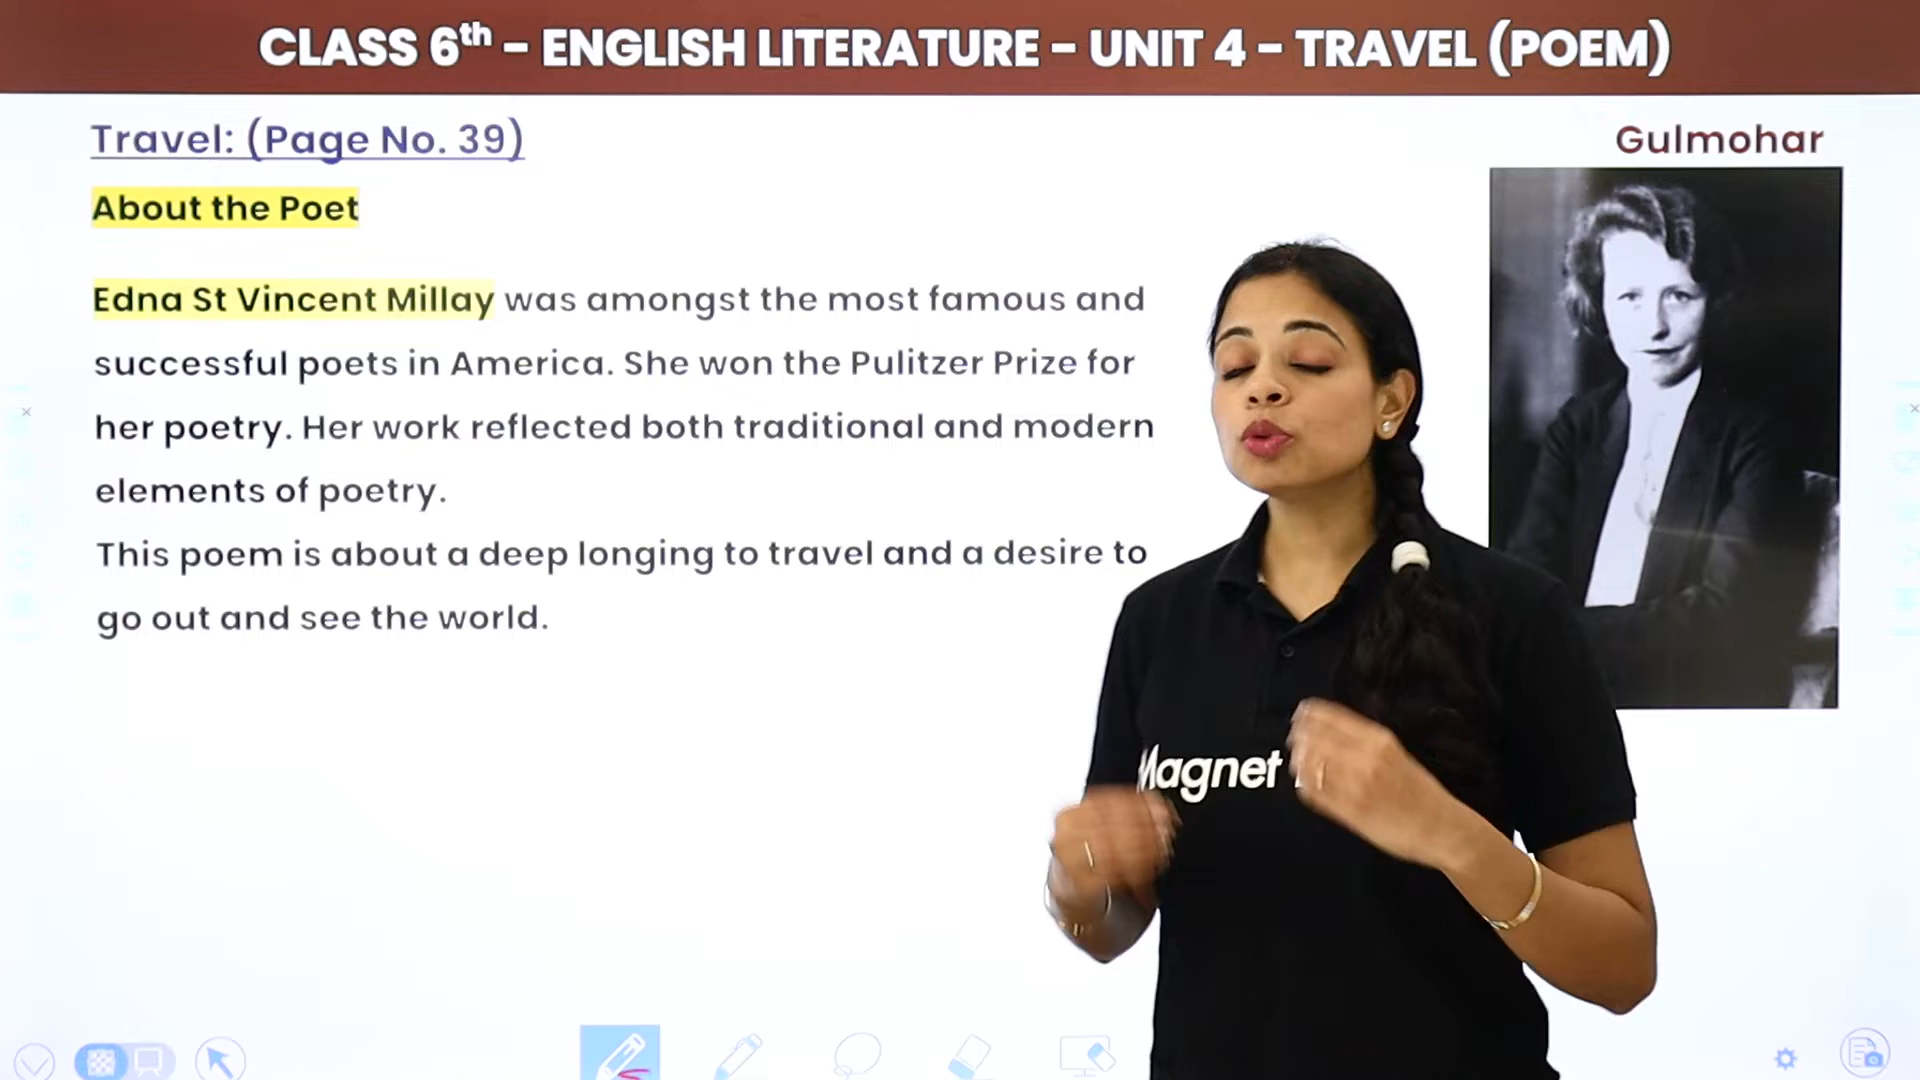 CLASS 6th - ENGLISH LITERATURE - UNIT 4 - TRAVEL (POEM)
Travel: (Page No. 39)
Gulmohar
About the Poet
Edna St Vincent Millay was amongst the most famous and
successful poets in America. She won the Pulitzer Prize for
her poetry. Her work reflected both traditional and modern
elements of poetry.
This poem is about a deep longing to travel and a desire to
go out and see the world.
Magnet